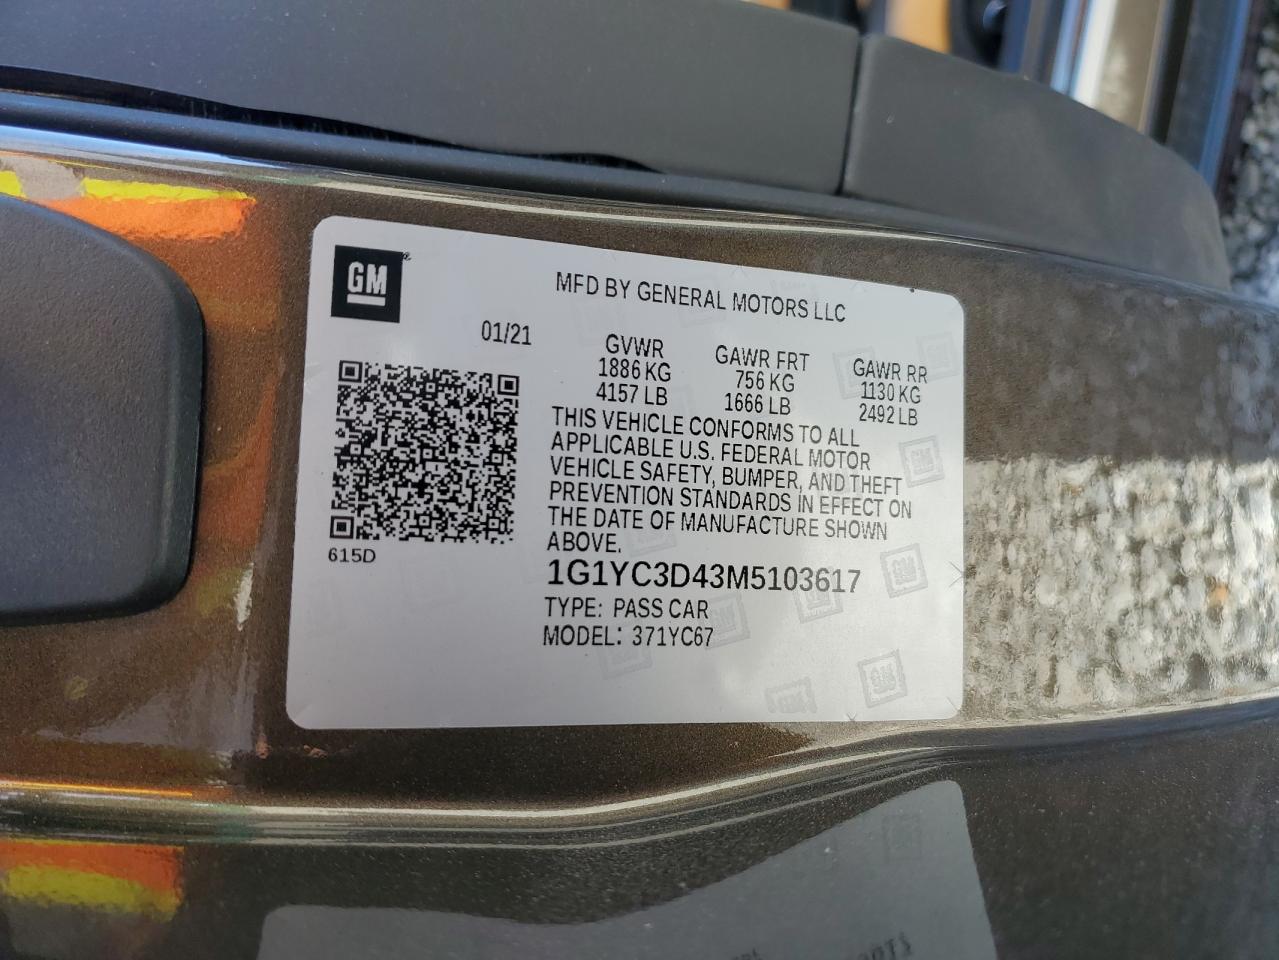 GM
MFD BY GENERAL MOTORS LLC
01/21
GVWR
1886 KG
4157 LB
GAWR FRT
756 KG
1666 LB
GAWR RR
1130 KG
2492 LB
THIS VEHICLE CONFORMS TO ALL
APPLICABLE U.S. FEDERAL MOTOR
VEHICLE SAFETY, BUMPER, AND THEFT
PREVENTION STANDARDS IN EFFECT ON
THE DATE OF MANUFACTURE SHOWN
ABOVE.
615D
1G1YC3D43M5103617
TYPE: PASS CAR
MODEL: 371YC67